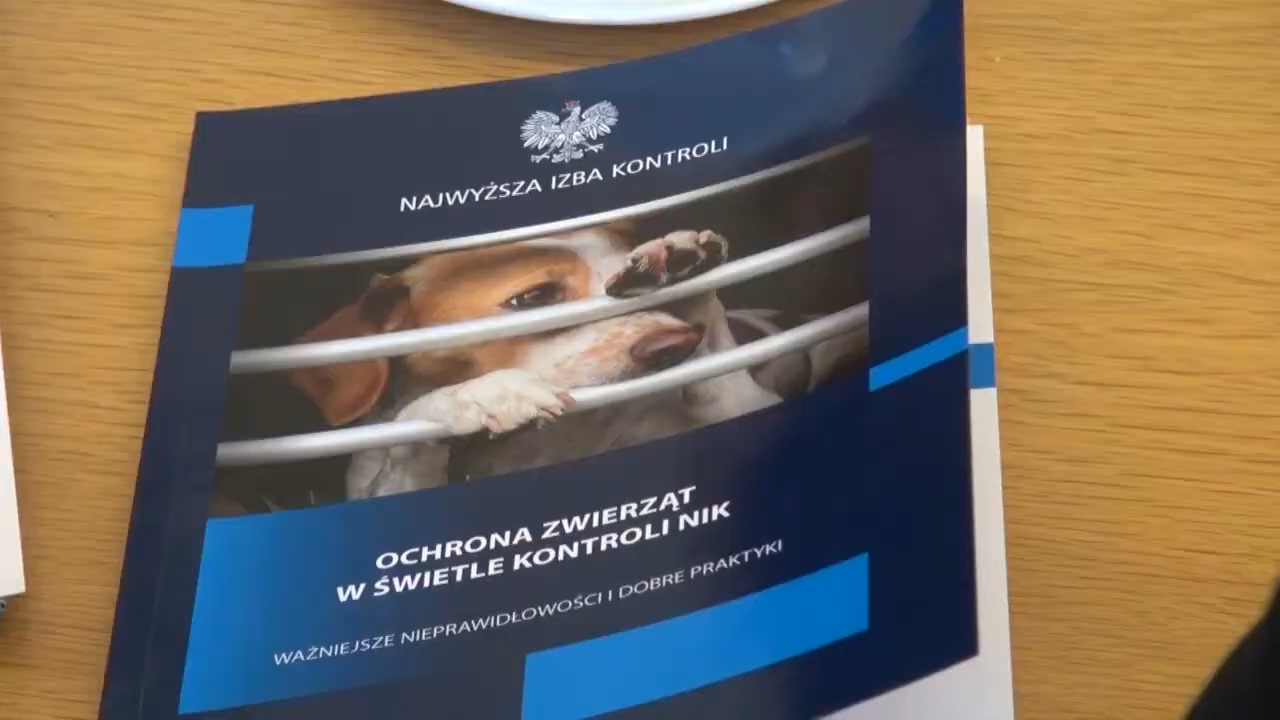 NAJWYŻSZA IZBA KONTROLI
OCHRONA ZWIERZĄT
W ŚWIETLE KONTROLI NIK
WAŻNIEJSZE NIEPRAWIDŁOWOŚCI I DOBRE PRAKTYKI